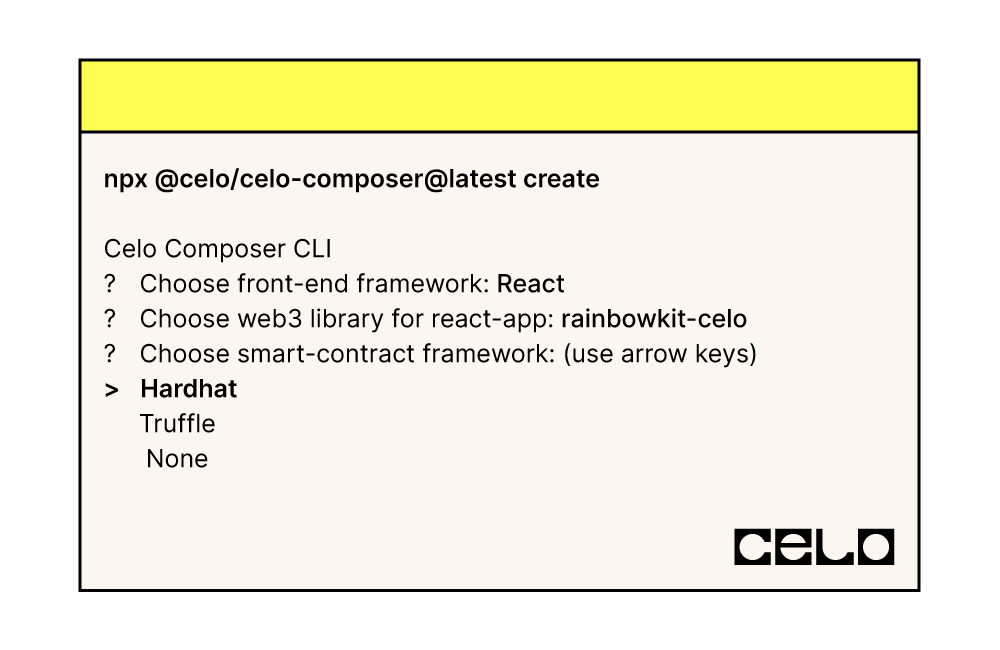 npx @celo/celo-composer@latest create
Celo Composer CLI
? Choose front-end framework: React
? Choose web3 library for react-app: rainbowkit-celo
? Choose smart-contract framework: (use arrow keys)
> Hardhat
Truffle
None
CELO